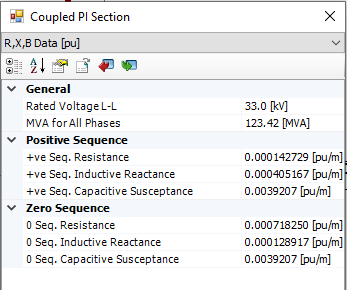 Coupled PI Section
R,X,B Data [pu]
General
Rated Voltage L-L 33.0 [kV]
MVA for All Phases 123.42 [MVA]
Positive Sequence
+ve Seq. Resistance 0.000142729 [pu/m]
+ve Seq. Inductive Reactance 0.000405167 [pu/m]
+ve Seq. Capacitive Susceptance 0.0039207 [pu/m]
Zero Sequence
0 Seq. Resistance 0.000718250 [pu/m]
0 Seq. Inductive Reactance 0.000128917 [pu/m]
0 Seq. Capacitive Susceptance 0.0039207 [pu/m]